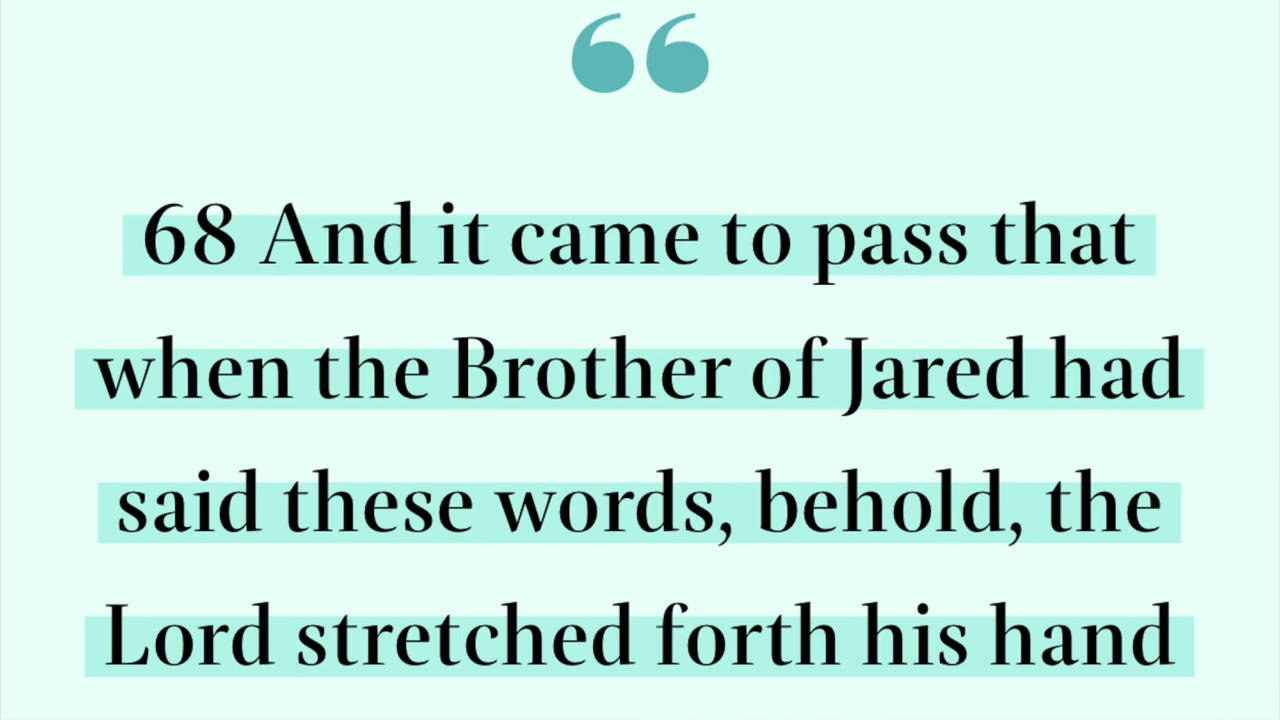 “
68 And it came to pass that
when the Brother of Jared had
said these words, behold, the
Lord stretched forth his hand